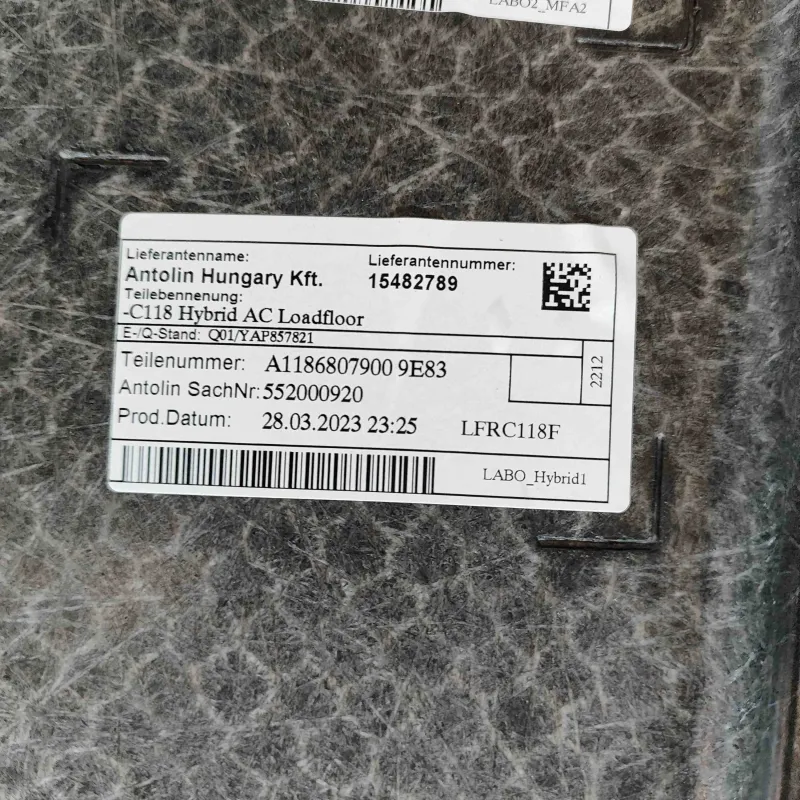 LABO2_MFA2
Lieferantenname:
Lieferantennummer:
Antolin Hungary Kft.
15482789
Teilebennenung:
-C118 Hybrid AC Loadfloor
E-/Q-Stand: Q01/YAP857821
Teilenummer: A1186807900 9E83
2212
Antolin SachNr: 552000920
Prod.Datum: 28.03.2023 23:25
LFRC118F
LABO_Hybrid1